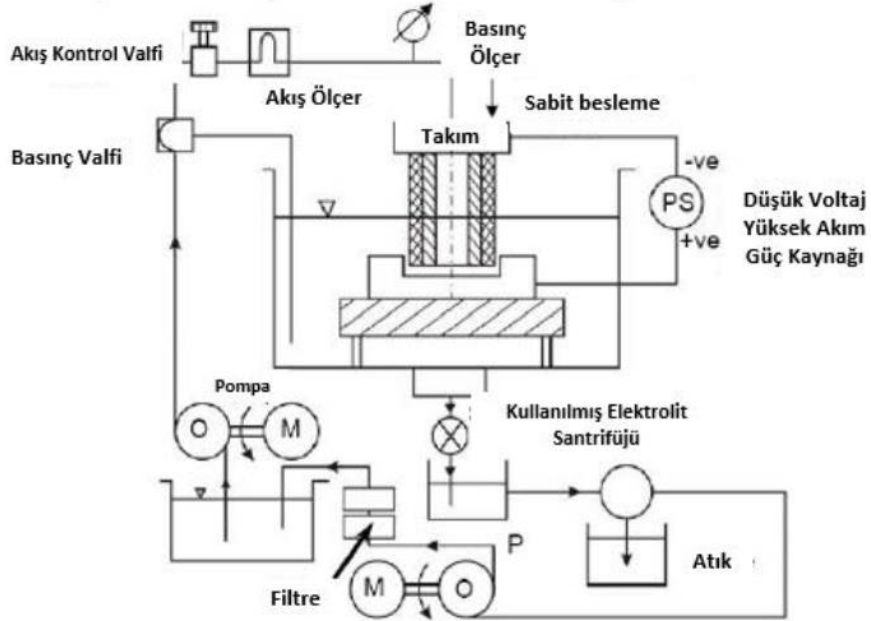 Akış Kontrol Valfi
Akış Ölçer
Basınç
Ölçer
Sabit besleme
Basınç Valfi
Takım
-ve
PS
+ve
Düşük Voltaj
Yüksek Akım
Güç Kaynağı
Pompa
O
M
Kullanılmış Elektrolit
Santrifüjü
P
Filtre
M
O
Atık